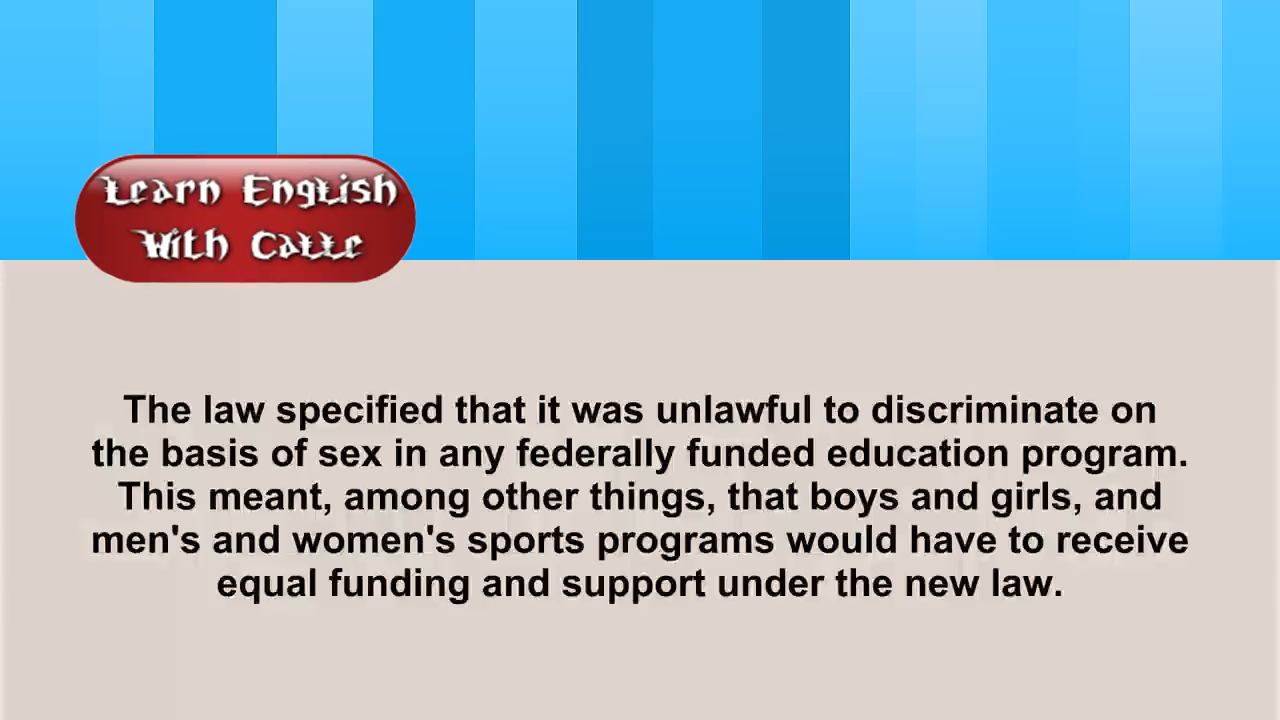 Learn English
With Calle
The law specified that it was unlawful to discriminate on
the basis of sex in any federally funded education program.
This meant, among other things, that boys and girls, and
men's and women's sports programs would have to receive
equal funding and support under the new law.